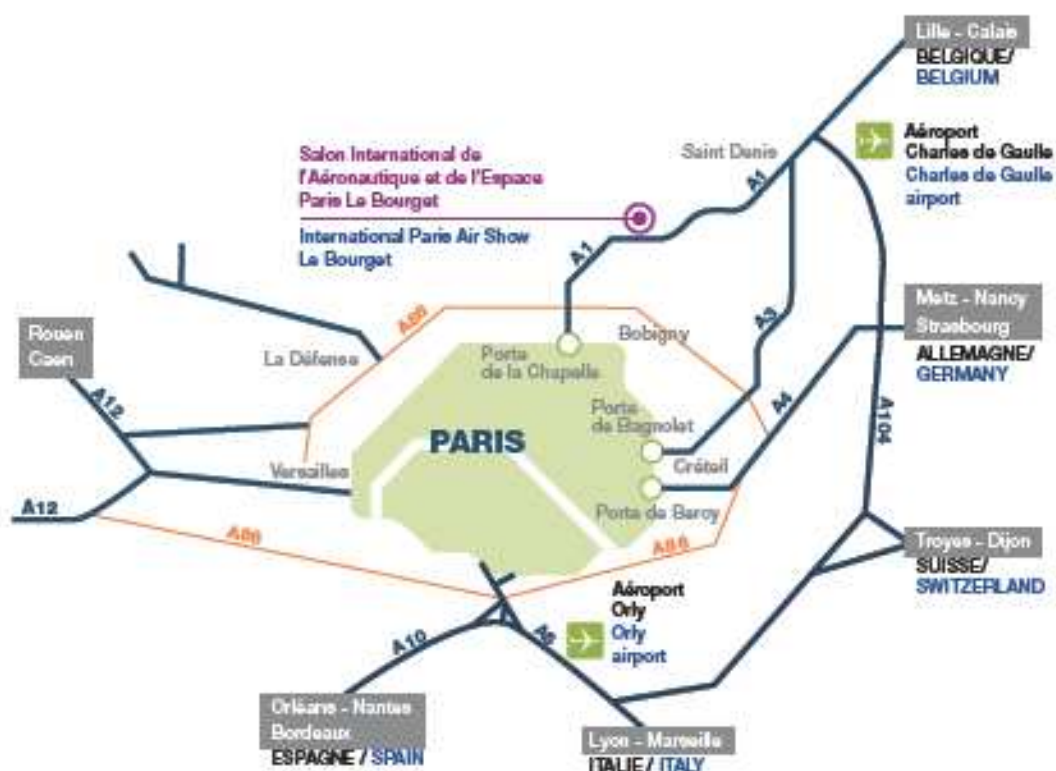 Lille - Calais
BELGIQUE/
BELGIUM
Aéroport
Charles de Gaulle
Charles de Gaulle
airport
Saint Denis
A1
Salon International de
l'Aéronautique et de l'Espace
Paris Le Bourget
International Paris Air Show
Le Bourget
A1
A86
Bobigny
A3
Metz - Nancy
Strasbourg
ALLEMAGNE/
GERMANY
Rouen
Caen
La Défense
Porte
de la Chapelle
A12
Porte
de Bagnolet
A4
A104
PARIS
Versailles
Créteil
A12
Porte de Bercy
A86
A86
Troyes - Dijon
SUISSE/
SWITZERLAND
Aéroport
Orly
Orly
airport
A10
A6
Orléans - Nantes
Bordeaux
ESPAGNE / SPAIN
Lyon - Marseille
ITALIE / ITALY